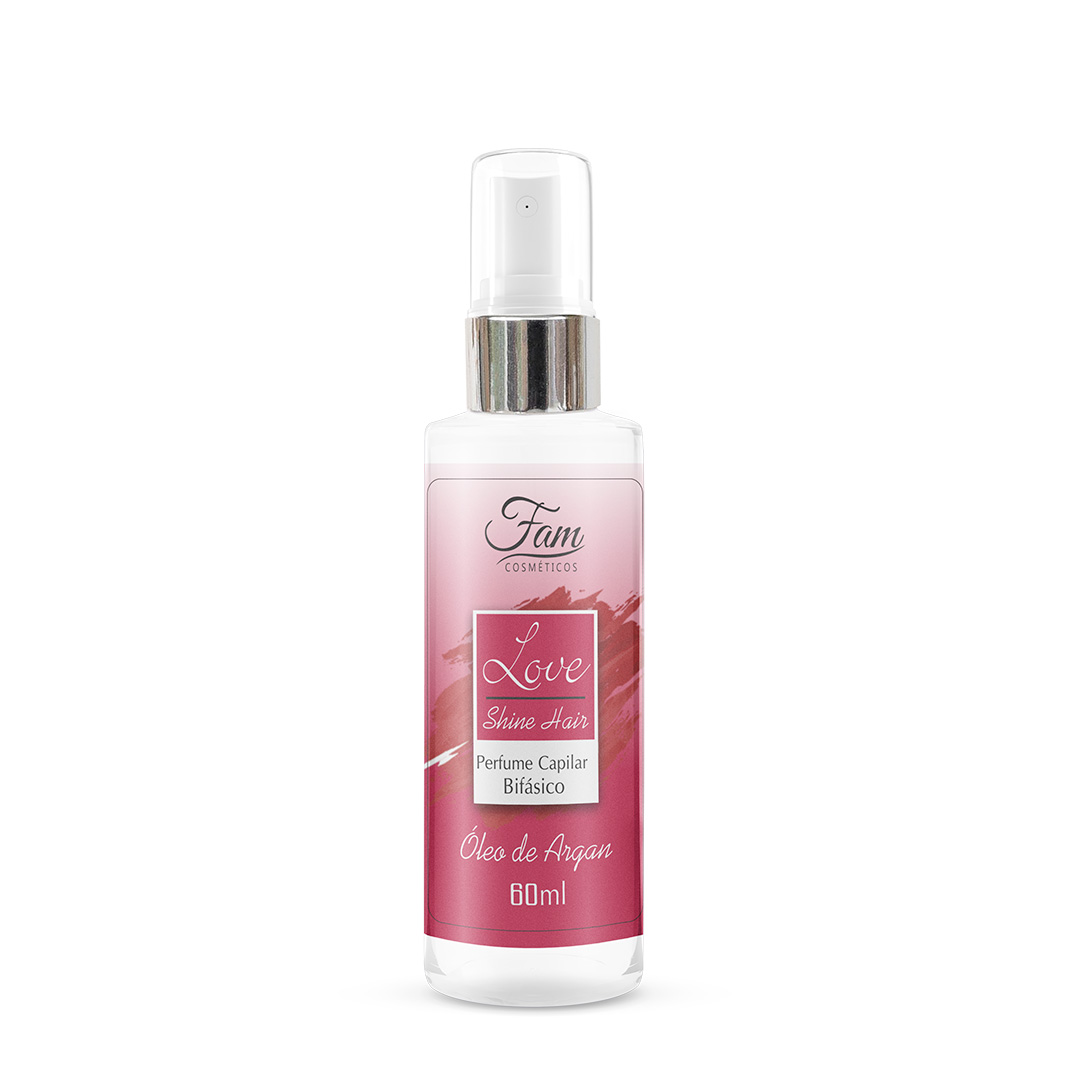 Fam
COSMÉTICOS
Love
Shine Hair
Perfume Capilar
Bifásico
Óleo de Argan
60ml